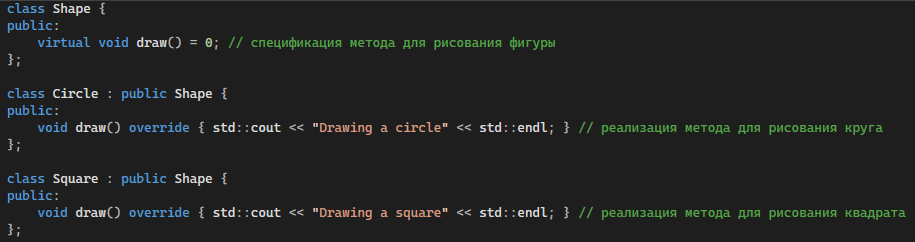 class Shape {
public:
    virtual void draw() = 0; // спецификация метода для рисования фигуры
};

class Circle : public Shape {
public:
    void draw() override { std::cout << "Drawing a circle" << std::endl; } // реализация метода для рисования круга
};

class Square : public Shape {
public:
    void draw() override { std::cout << "Drawing a square" << std::endl; } // реализация метода для рисования квадрата
};